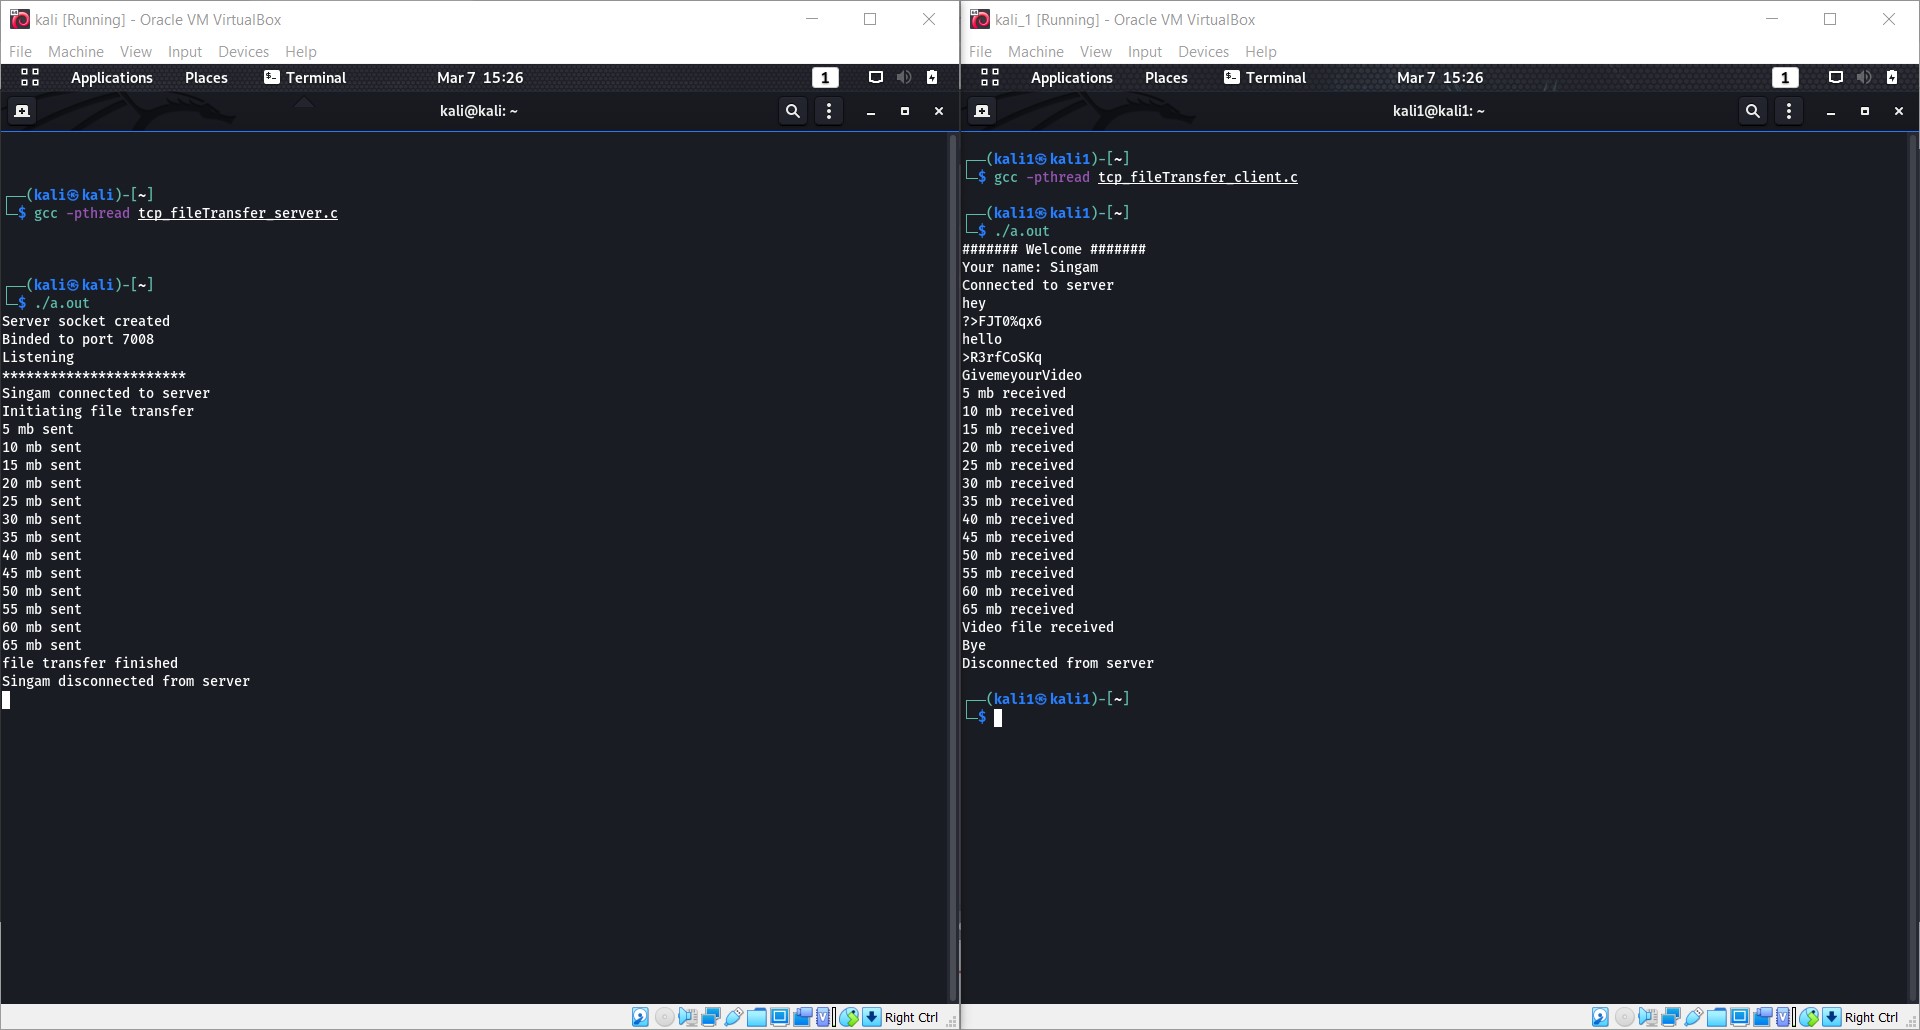 kali [Running] - Oracle VM VirtualBox
File Machine View Input Devices Help
Applications Places Terminal Mar 7 15:26 1
kali@kali: ~
(kali㉿kali)-[~]
$ gcc -pthread tcp_fileTransfer_server.c
(kali㉿kali)-[~]
$ ./a.out
Server socket created
Binded to port 7008
Listening
***********************
Singam connected to server
Initiating file transfer
5 mb sent
10 mb sent
15 mb sent
20 mb sent
25 mb sent
30 mb sent
35 mb sent
40 mb sent
45 mb sent
50 mb sent
55 mb sent
60 mb sent
65 mb sent
file transfer finished
Singam disconnected from server
Right Ctrl
kali_1 [Running] - Oracle VM VirtualBox
File Machine View Input Devices Help
Applications Places Terminal Mar 7 15:26 1
kali1@kali1: ~
(kali1㉿kali1)-[~]
$ gcc -pthread tcp_fileTransfer_client.c
(kali1㉿kali1)-[~]
$ ./a.out
####### Welcome #######
Your name: Singam
Connected to server
hey
?>FJT0%qx6
hello
>R3rfCoSKq
GivemeyourVideo
5 mb received
10 mb received
15 mb received
20 mb received
25 mb received
30 mb received
35 mb received
40 mb received
45 mb received
50 mb received
55 mb received
60 mb received
65 mb received
Video file received
Bye
Disconnected from server
(kali1㉿kali1)-[~]
$
Right Ctrl